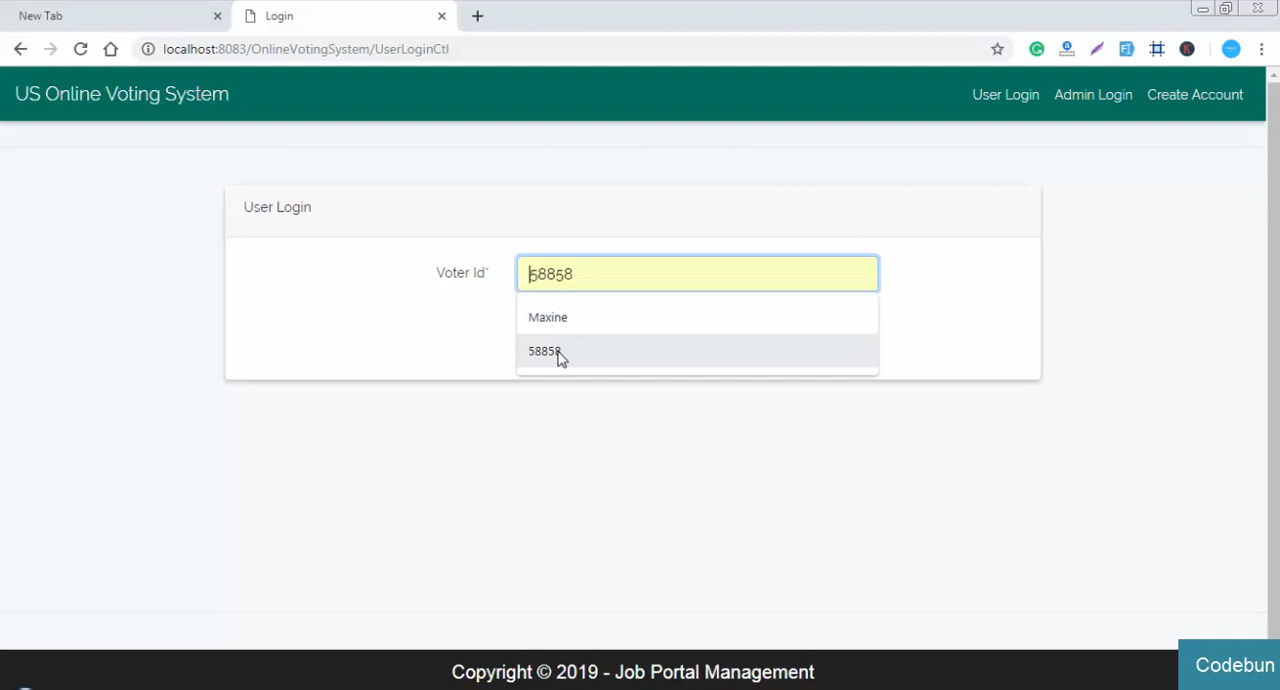 New Tab
Login
localhost:8083/OnlineVotingSystem/UserLoginCtl
US Online Voting System
User Login Admin Login Create Account
User Login
Voter Id*
58858
Maxine
58858
Copyright © 2019 - Job Portal Management
Codebun